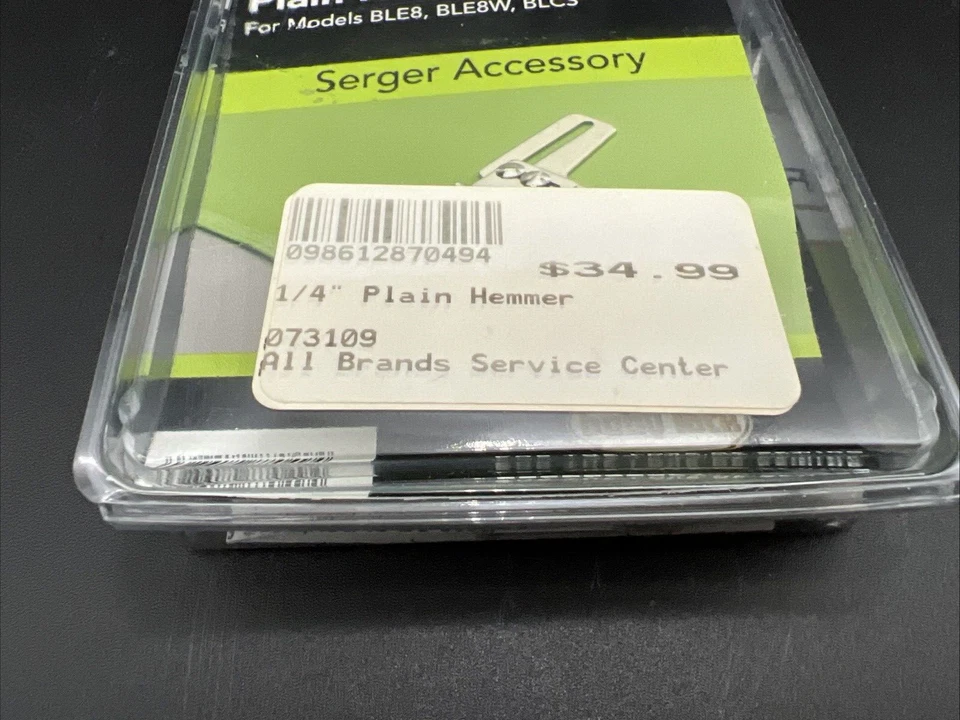 Plain
For Models BLE8, BLE8W, BLCS
Serger Accessory
098612870494
$34.99
1/4" Plain Hemmer
073109
All Brands Service Center